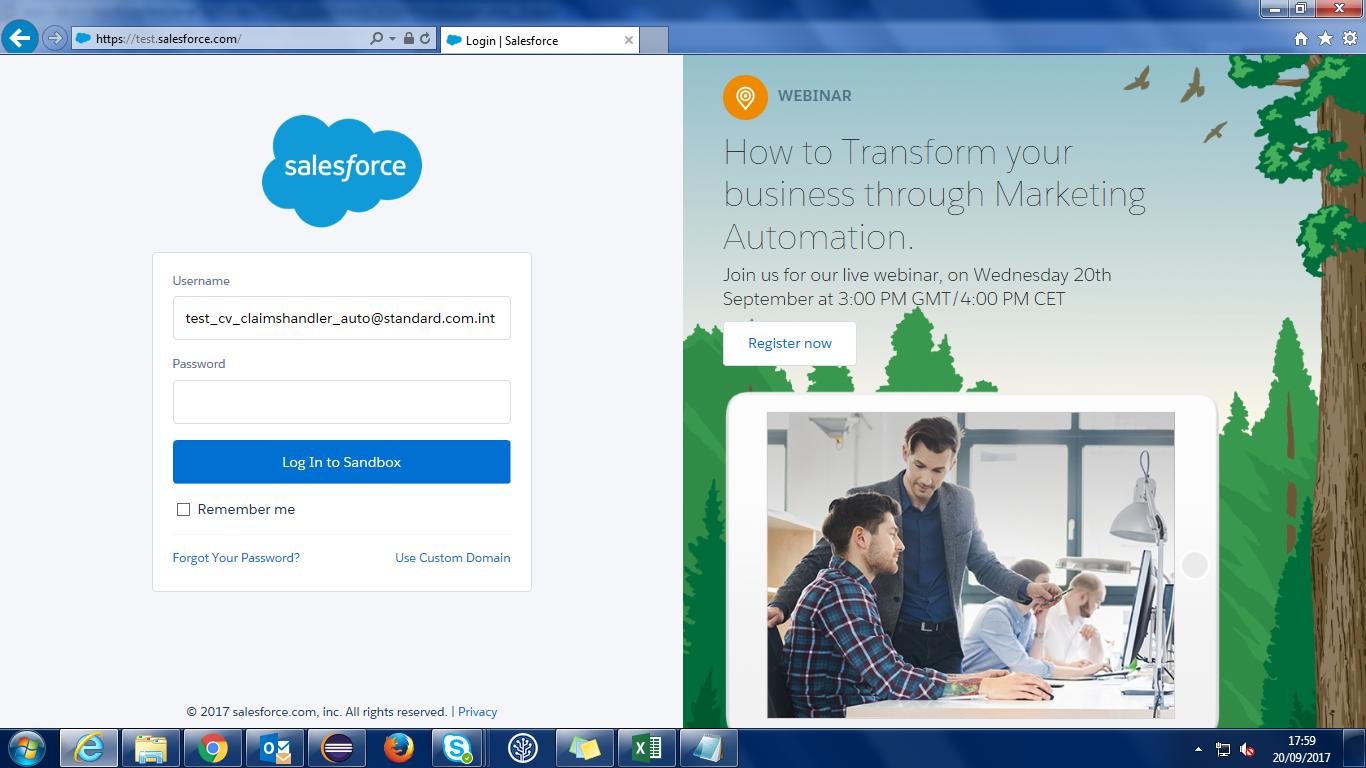 https://test.salesforce.com/
Login | Salesforce
salesforce
Username
test_cv_claimshandler_auto@standard.com.int
Password
Log In to Sandbox
Remember me
Forgot Your Password?
Use Custom Domain
© 2017 salesforce.com, inc. All rights reserved. | Privacy
WEBINAR
How to Transform your
business through Marketing
Automation.
Join us for our live webinar, on Wednesday 20th
September at 3:00 PM GMT/4:00 PM CET
Register now
17:59
20/09/2017